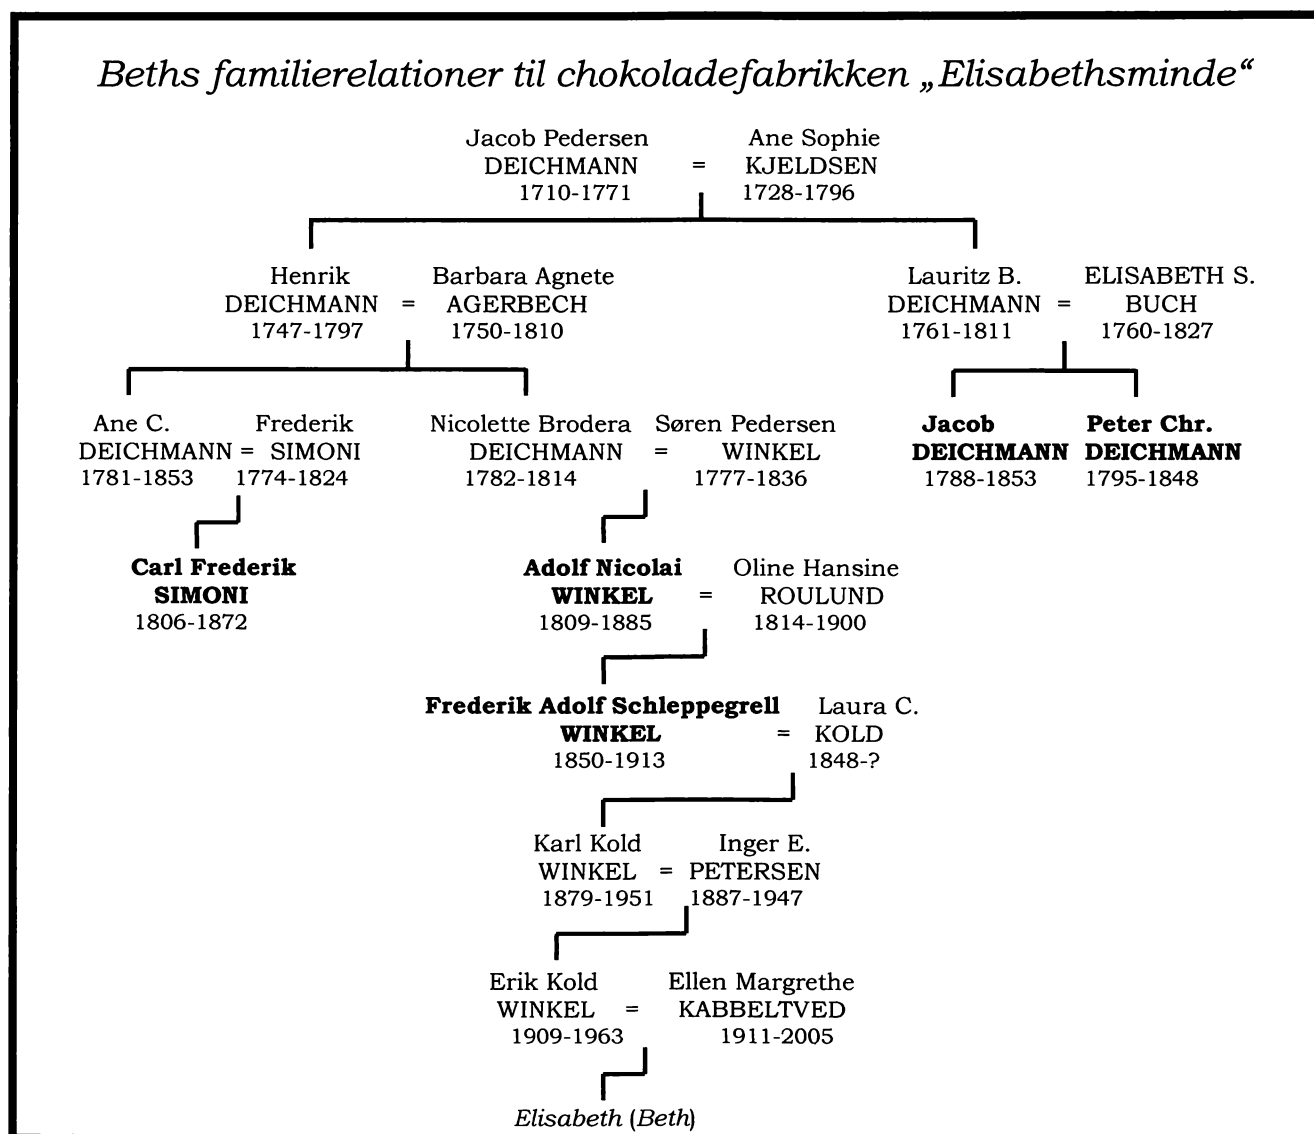 Beths familierelationer til chokoladefabrikken „Elisabethsminde“
Jacob Pedersen Ane Sophie
DEICHMANN = KJELDSEN
1710-1771 1728-1796
Henrik Barbara Agnete Lauritz B. ELISABETH S.
DEICHMANN = AGERBECH DEICHMANN = BUCH
1747-1797 1750-1810 1761-1811 1760-1827
Ane C. Frederik Nicolette Brodera Søren Pedersen Jacob Peter Chr.
DEICHMANN = SIMONI DEICHMANN = WINKEL DEICHMANN DEICHMANN
1781-1853 1774-1824 1782-1814 1777-1836 1788-1853 1795-1848
Carl Frederik Adolf Nicolai Oline Hansine
SIMONI WINKEL = ROULUND
1806-1872 1809-1885 1814-1900
Frederik Adolf Schleppegrell Laura C.
WINKEL = KOLD
1850-1913 1848-?
Karl Kold Inger E.
WINKEL = PETERSEN
1879-1951 1887-1947
Erik Kold Ellen Margrethe
WINKEL = KABBELTVED
1909-1963 1911-2005
Elisabeth (Beth)